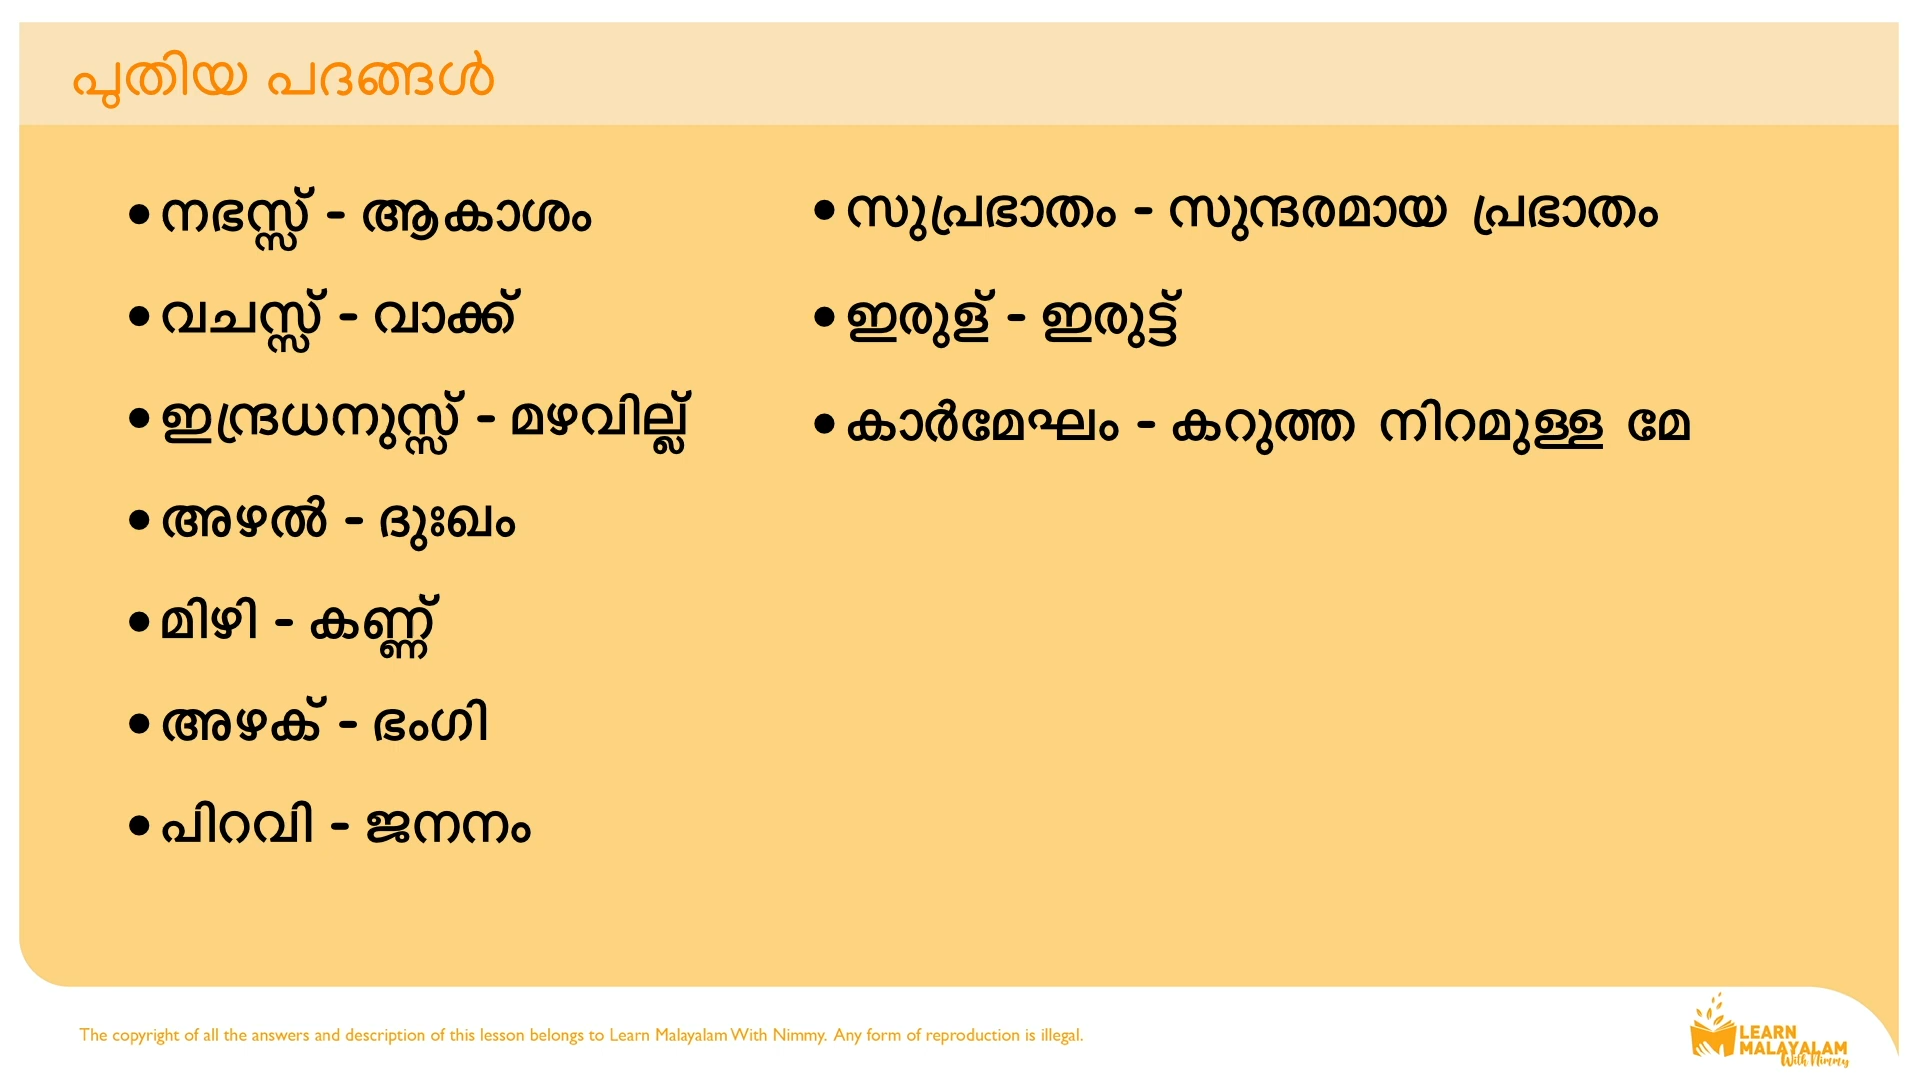 പുതിയ പദങ്ങൾ
• നഭസ്സ് - ആകാശം
• വചസ്സ് - വാക്ക്
• ഇന്ദ്രധനുസ്സ് - മഴവില്ല്
• അഴൽ - ദുഃഖം
• മിഴി - കണ്ണ്
• അഴക് - ഭംഗി
• പിറവി - ജനനം
• സുപ്രഭാതം - സുന്ദരമായ പ്രഭാതം
• ഇരുള് - ഇരുട്ട്
• കാർമേഘം - കറുത്ത നിറമുള്ള മേ
The copyright of all the answers and description of this lesson belongs to Learn Malayalam With Nimmy. Any form of reproduction is illegal.
LEARN
MALAYALAM
With Nimmy